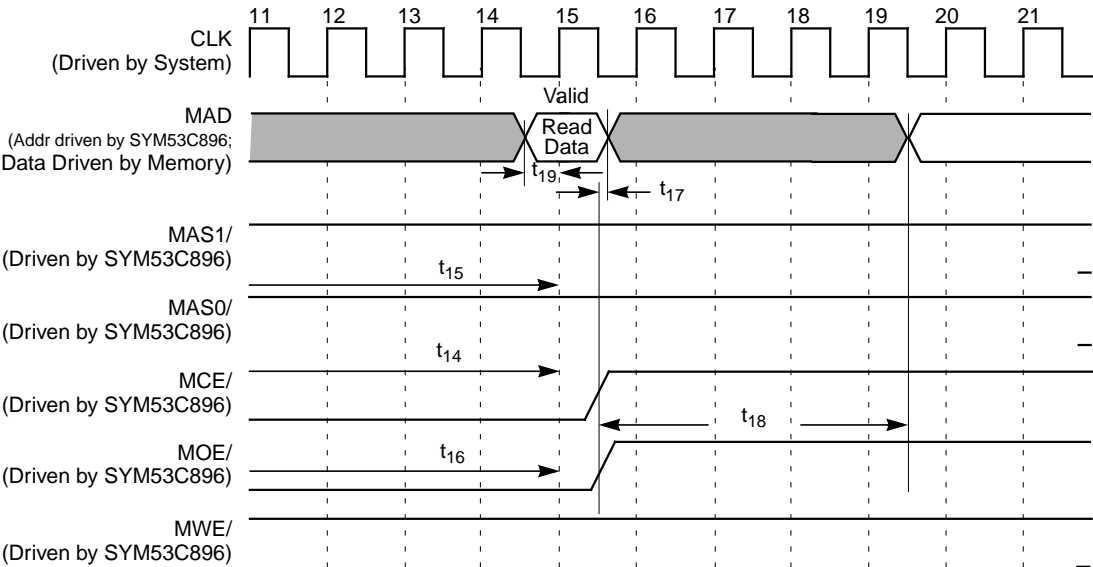 11 12 13 14 15 16 17 18 19 20 21
CLK
(Driven by System)
Valid
MAD
(Addr driven by SYM53C896;
Data Driven by Memory)
Read
Data
t19
t17
MAS1/
(Driven by SYM53C896)
t15
MAS0/
(Driven by SYM53C896)
t14
MCE/
(Driven by SYM53C896)
t18
MOE/
(Driven by SYM53C896)
t16
MWE/
(Driven by SYM53C896)